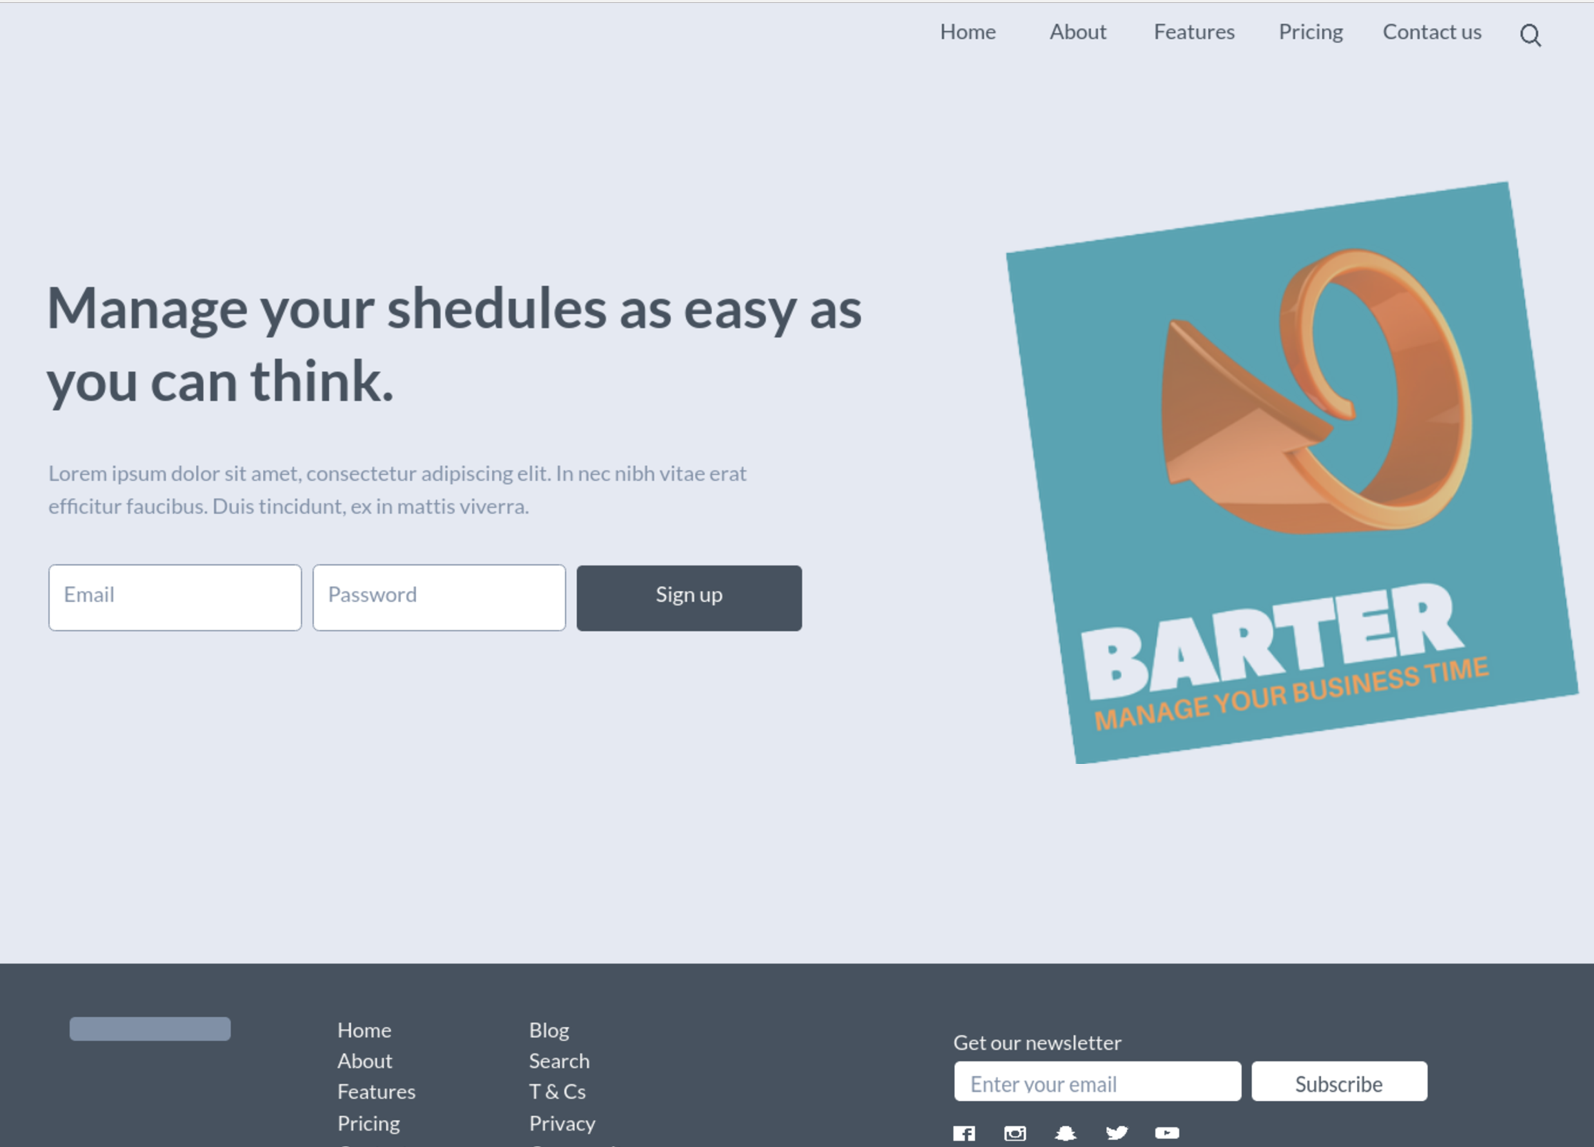 Home About Features Pricing Contact us
Manage your shedules as easy as
you can think.
Lorem ipsum dolor sit amet, consectetur adipiscing elit. In nec nibh vitae erat
efficitur faucibus. Duis tincidunt, ex in mattis viverra.
Email Password Sign up
BARTER
MANAGE YOUR BUSINESS TIME
Home
About
Features
Pricing
Blog
Search
T & Cs
Privacy
Get our newsletter
Enter your email Subscribe